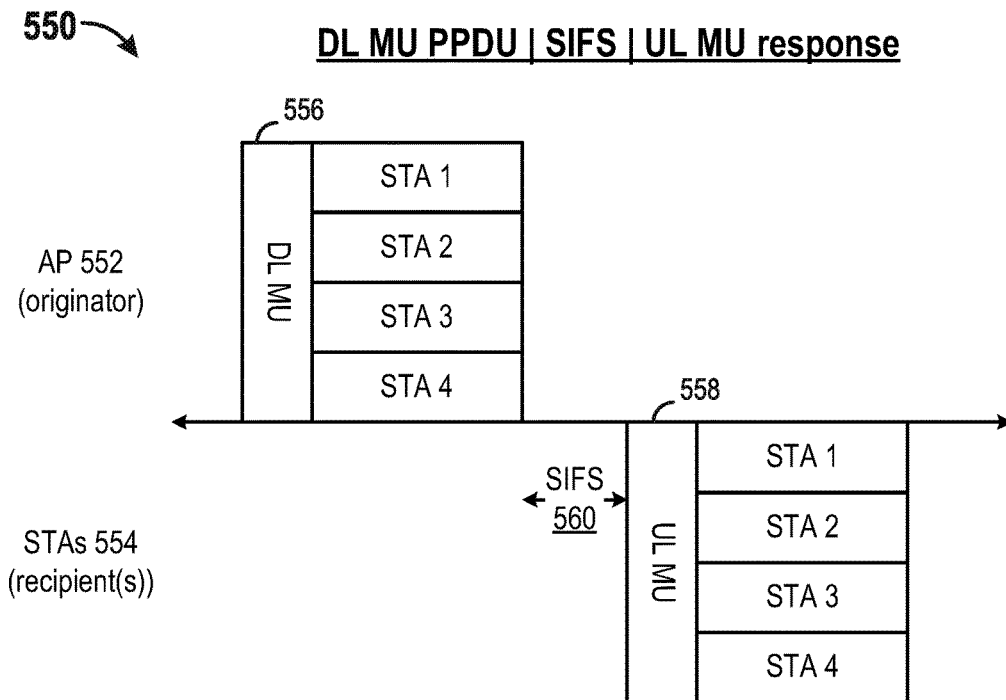 550
DL MU PPDU | SIFS | UL MU response
556
STA 1
STA 2
STA 3
STA 4
DL MU
AP 552
(originator)
558
SIFS
560
STA 1
STA 2
STA 3
STA 4
UL MU
STAs 554
(recipient(s))